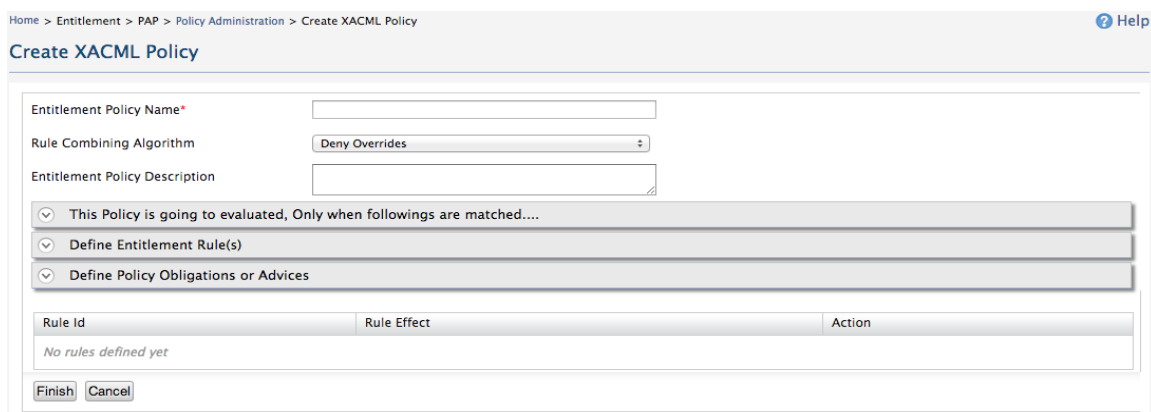 Home > Entitlement > PAP > Policy Administration > Create XACML Policy
Help
Create XACML Policy
Entitlement Policy Name*
Rule Combining Algorithm Deny Overrides
Entitlement Policy Description
This Policy is going to evaluated, Only when followings are matched....
Define Entitlement Rule(s)
Define Policy Obligations or Advices
Rule Id Rule Effect Action
No rules defined yet
Finish Cancel